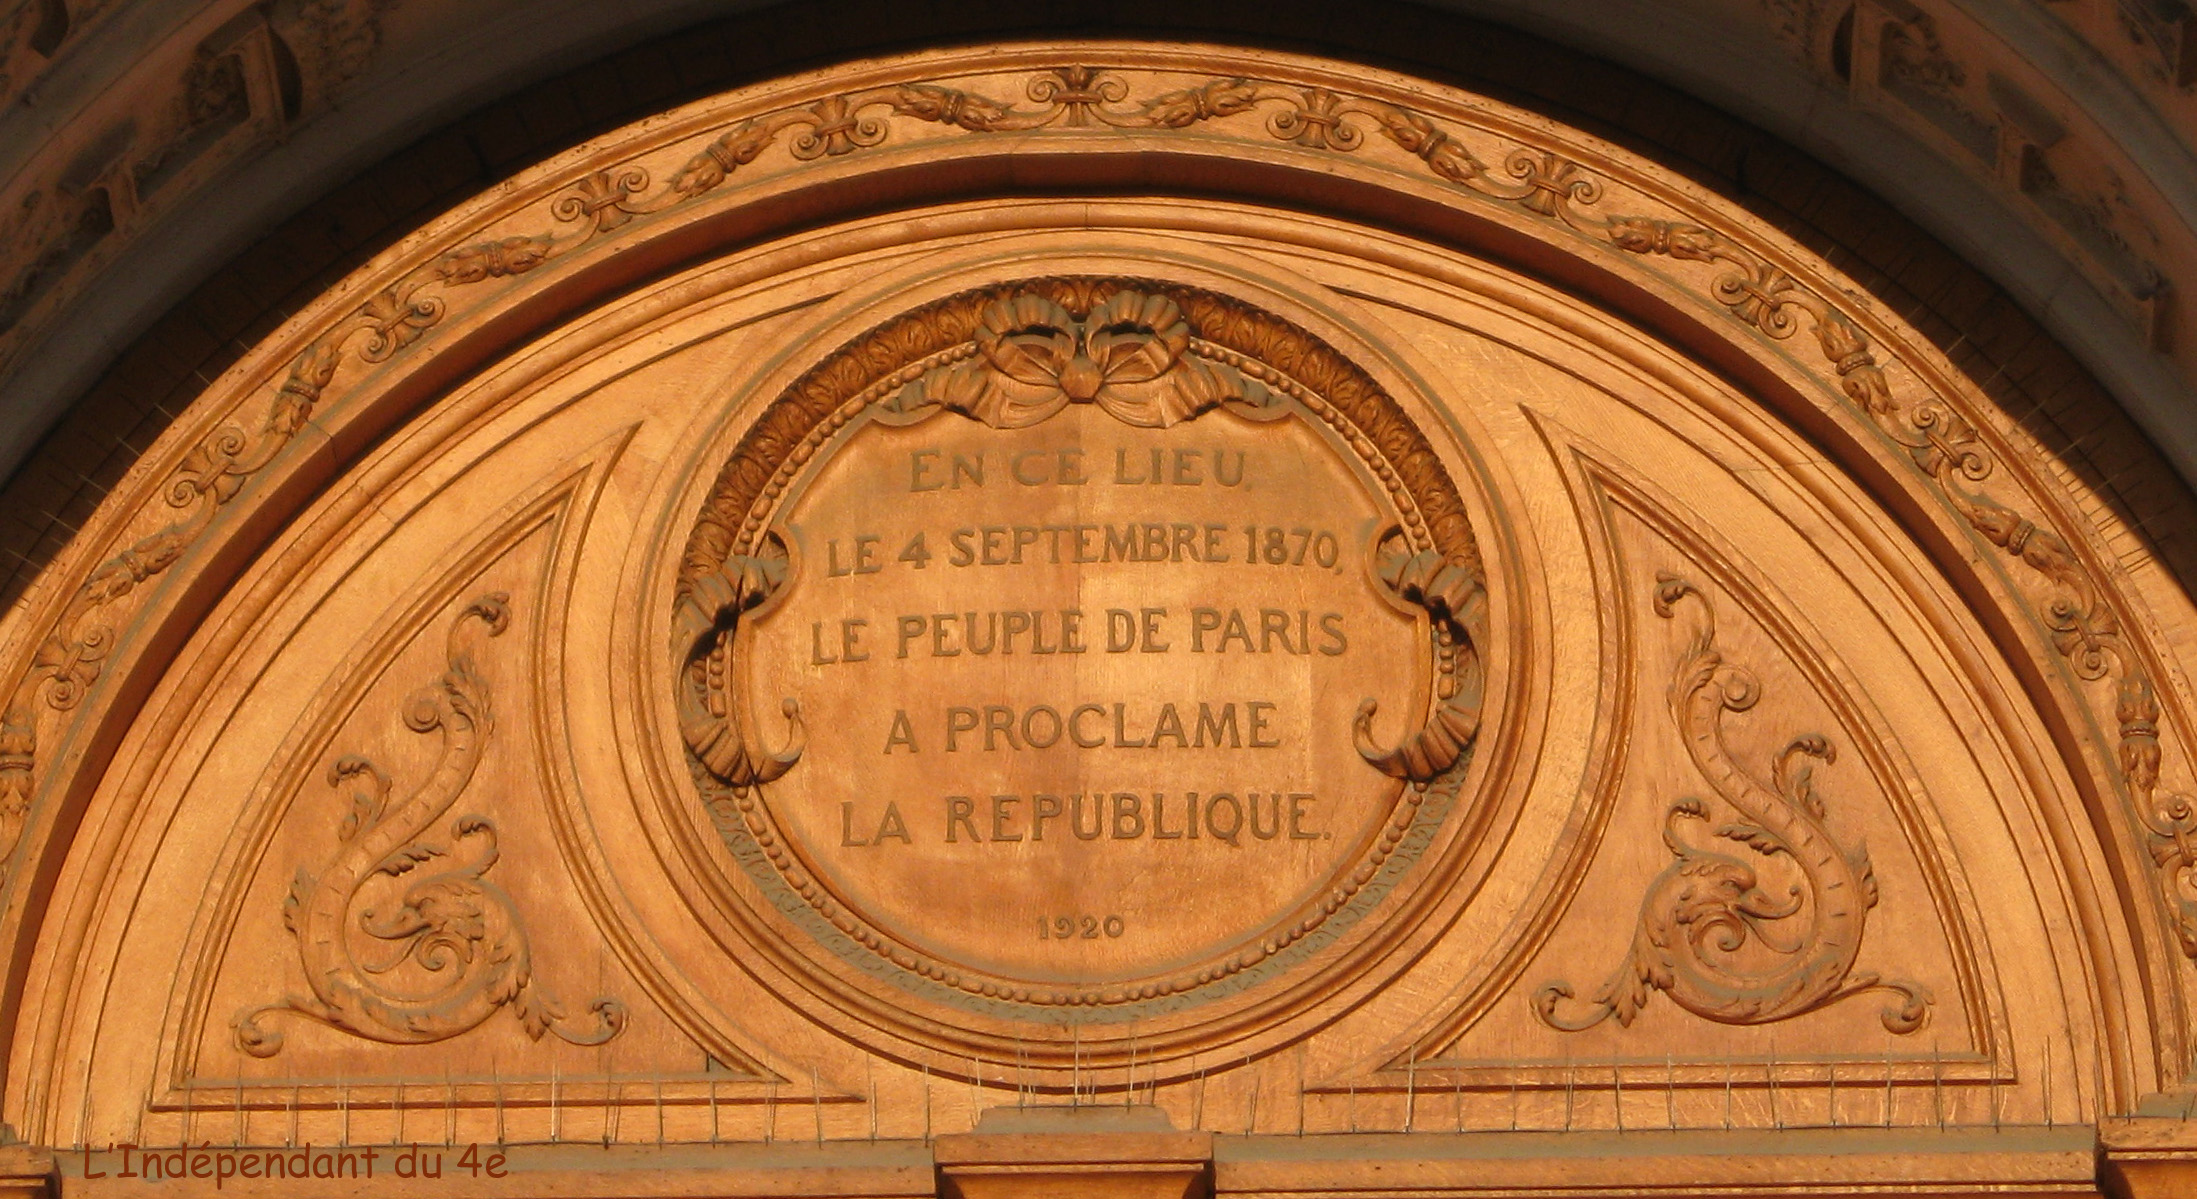 EN CE LIEU,
LE 4 SEPTEMBRE 1870,
LE PEUPLE DE PARIS
A PROCLAME
LA REPUBLIQUE.
1920
L'Indépendant du 4e